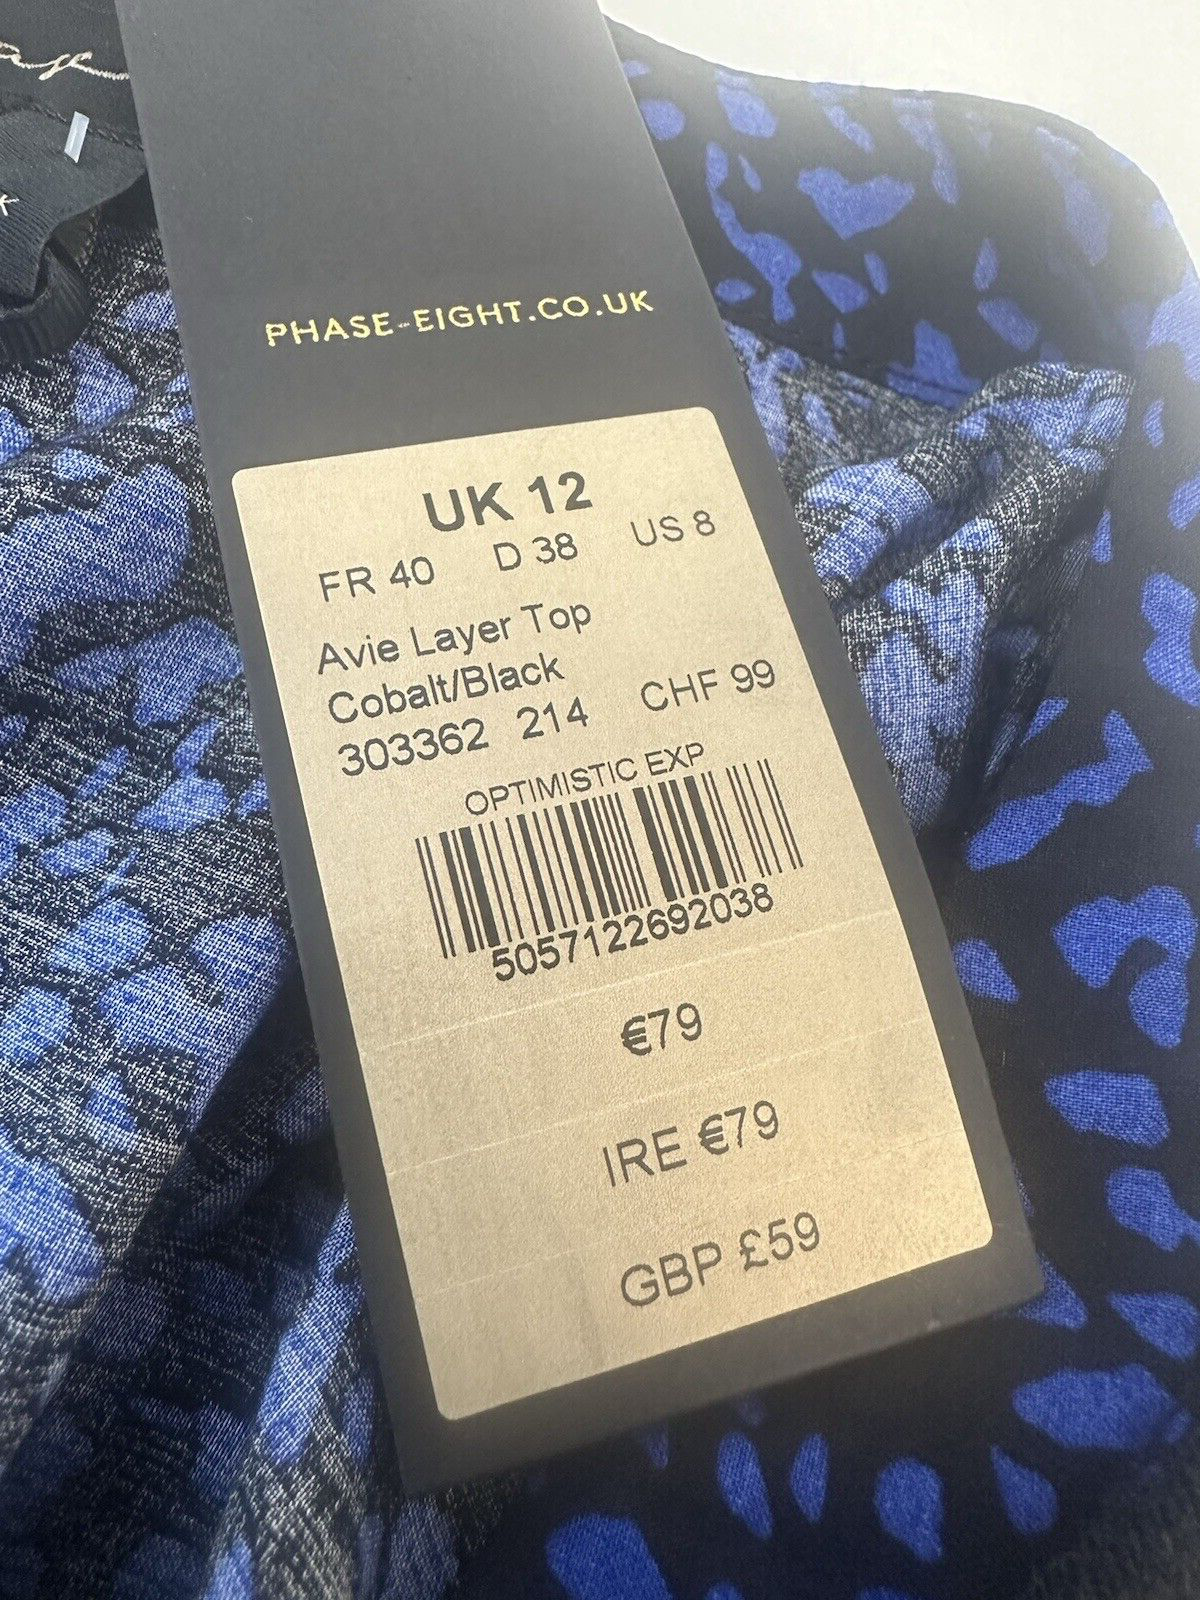 PHASE-EIGHT.CO.UK
UK 12
FR 40 D 38 US 8
Avie Layer Top
Cobalt/Black
303362 214 CHF 99
OPTIMISTIC EXP
5057122692038
€79
IRE €79
GBP £59